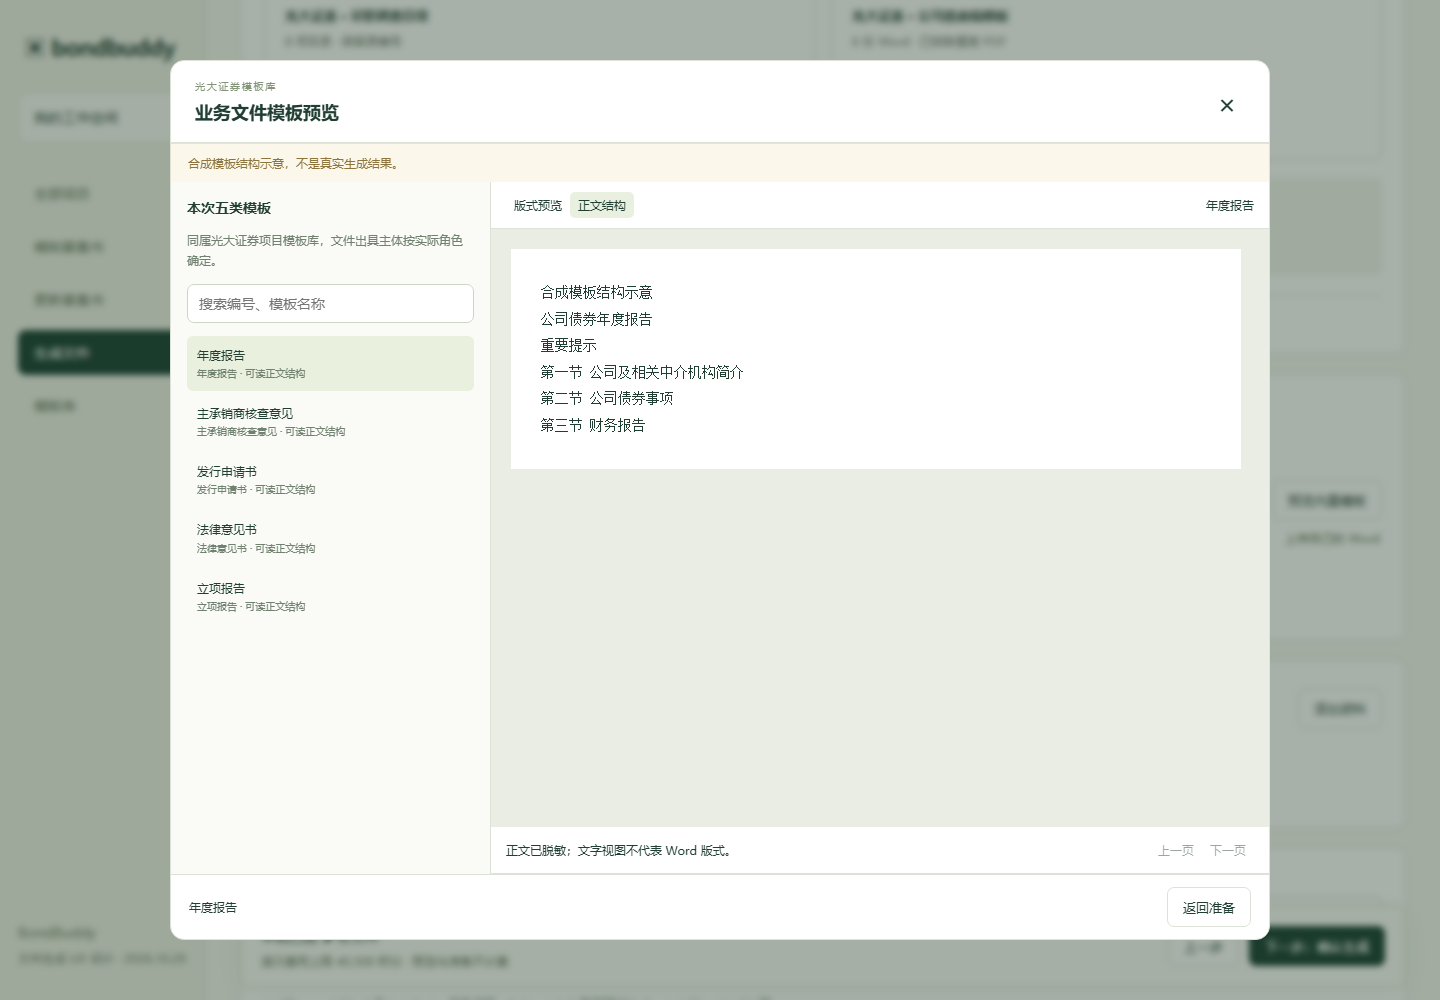 bondbuddy
光大证券模板库
业务文件模板预览
合成模板结构示意，不是真实生成结果。
本次五类模板
同属光大证券项目模板库，文件出具主体按实际角色
确定。
搜索编号、模板名称
年度报告
年度报告 · 可读正文结构
主承销商核查意见
主承销商核查意见 · 可读正文结构
发行申请书
发行申请书 · 可读正文结构
法律意见书
法律意见书 · 可读正文结构
立项报告
立项报告 · 可读正文结构
版式预览 正文结构 年度报告
合成模板结构示意
公司债券年度报告
重要提示
第一节 公司及相关中介机构简介
第二节 公司债券事项
第三节 财务报告
正文已脱敏；文字视图不代表 Word 版式。 上一页 下一页
年度报告 返回准备
BondBuddy
上一步